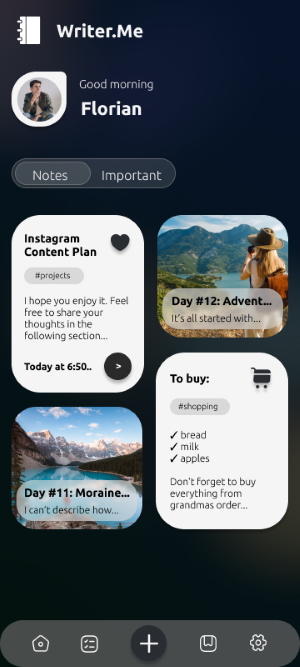 Writer.Me
Good morning
Florian
Notes
Important
Instagram
Content Plan
#projects
I hope you enjoy it. Feel
free to share your
thoughts in the
following section...
Today at 6:50..
>
Day #12: Advent...
It's all started with...
To buy:
#shopping
✓ bread
✓ milk
✓ apples
Don't forget to buy
everything from
grandmas order...
Day #11: Moraine...
I can't describe how...